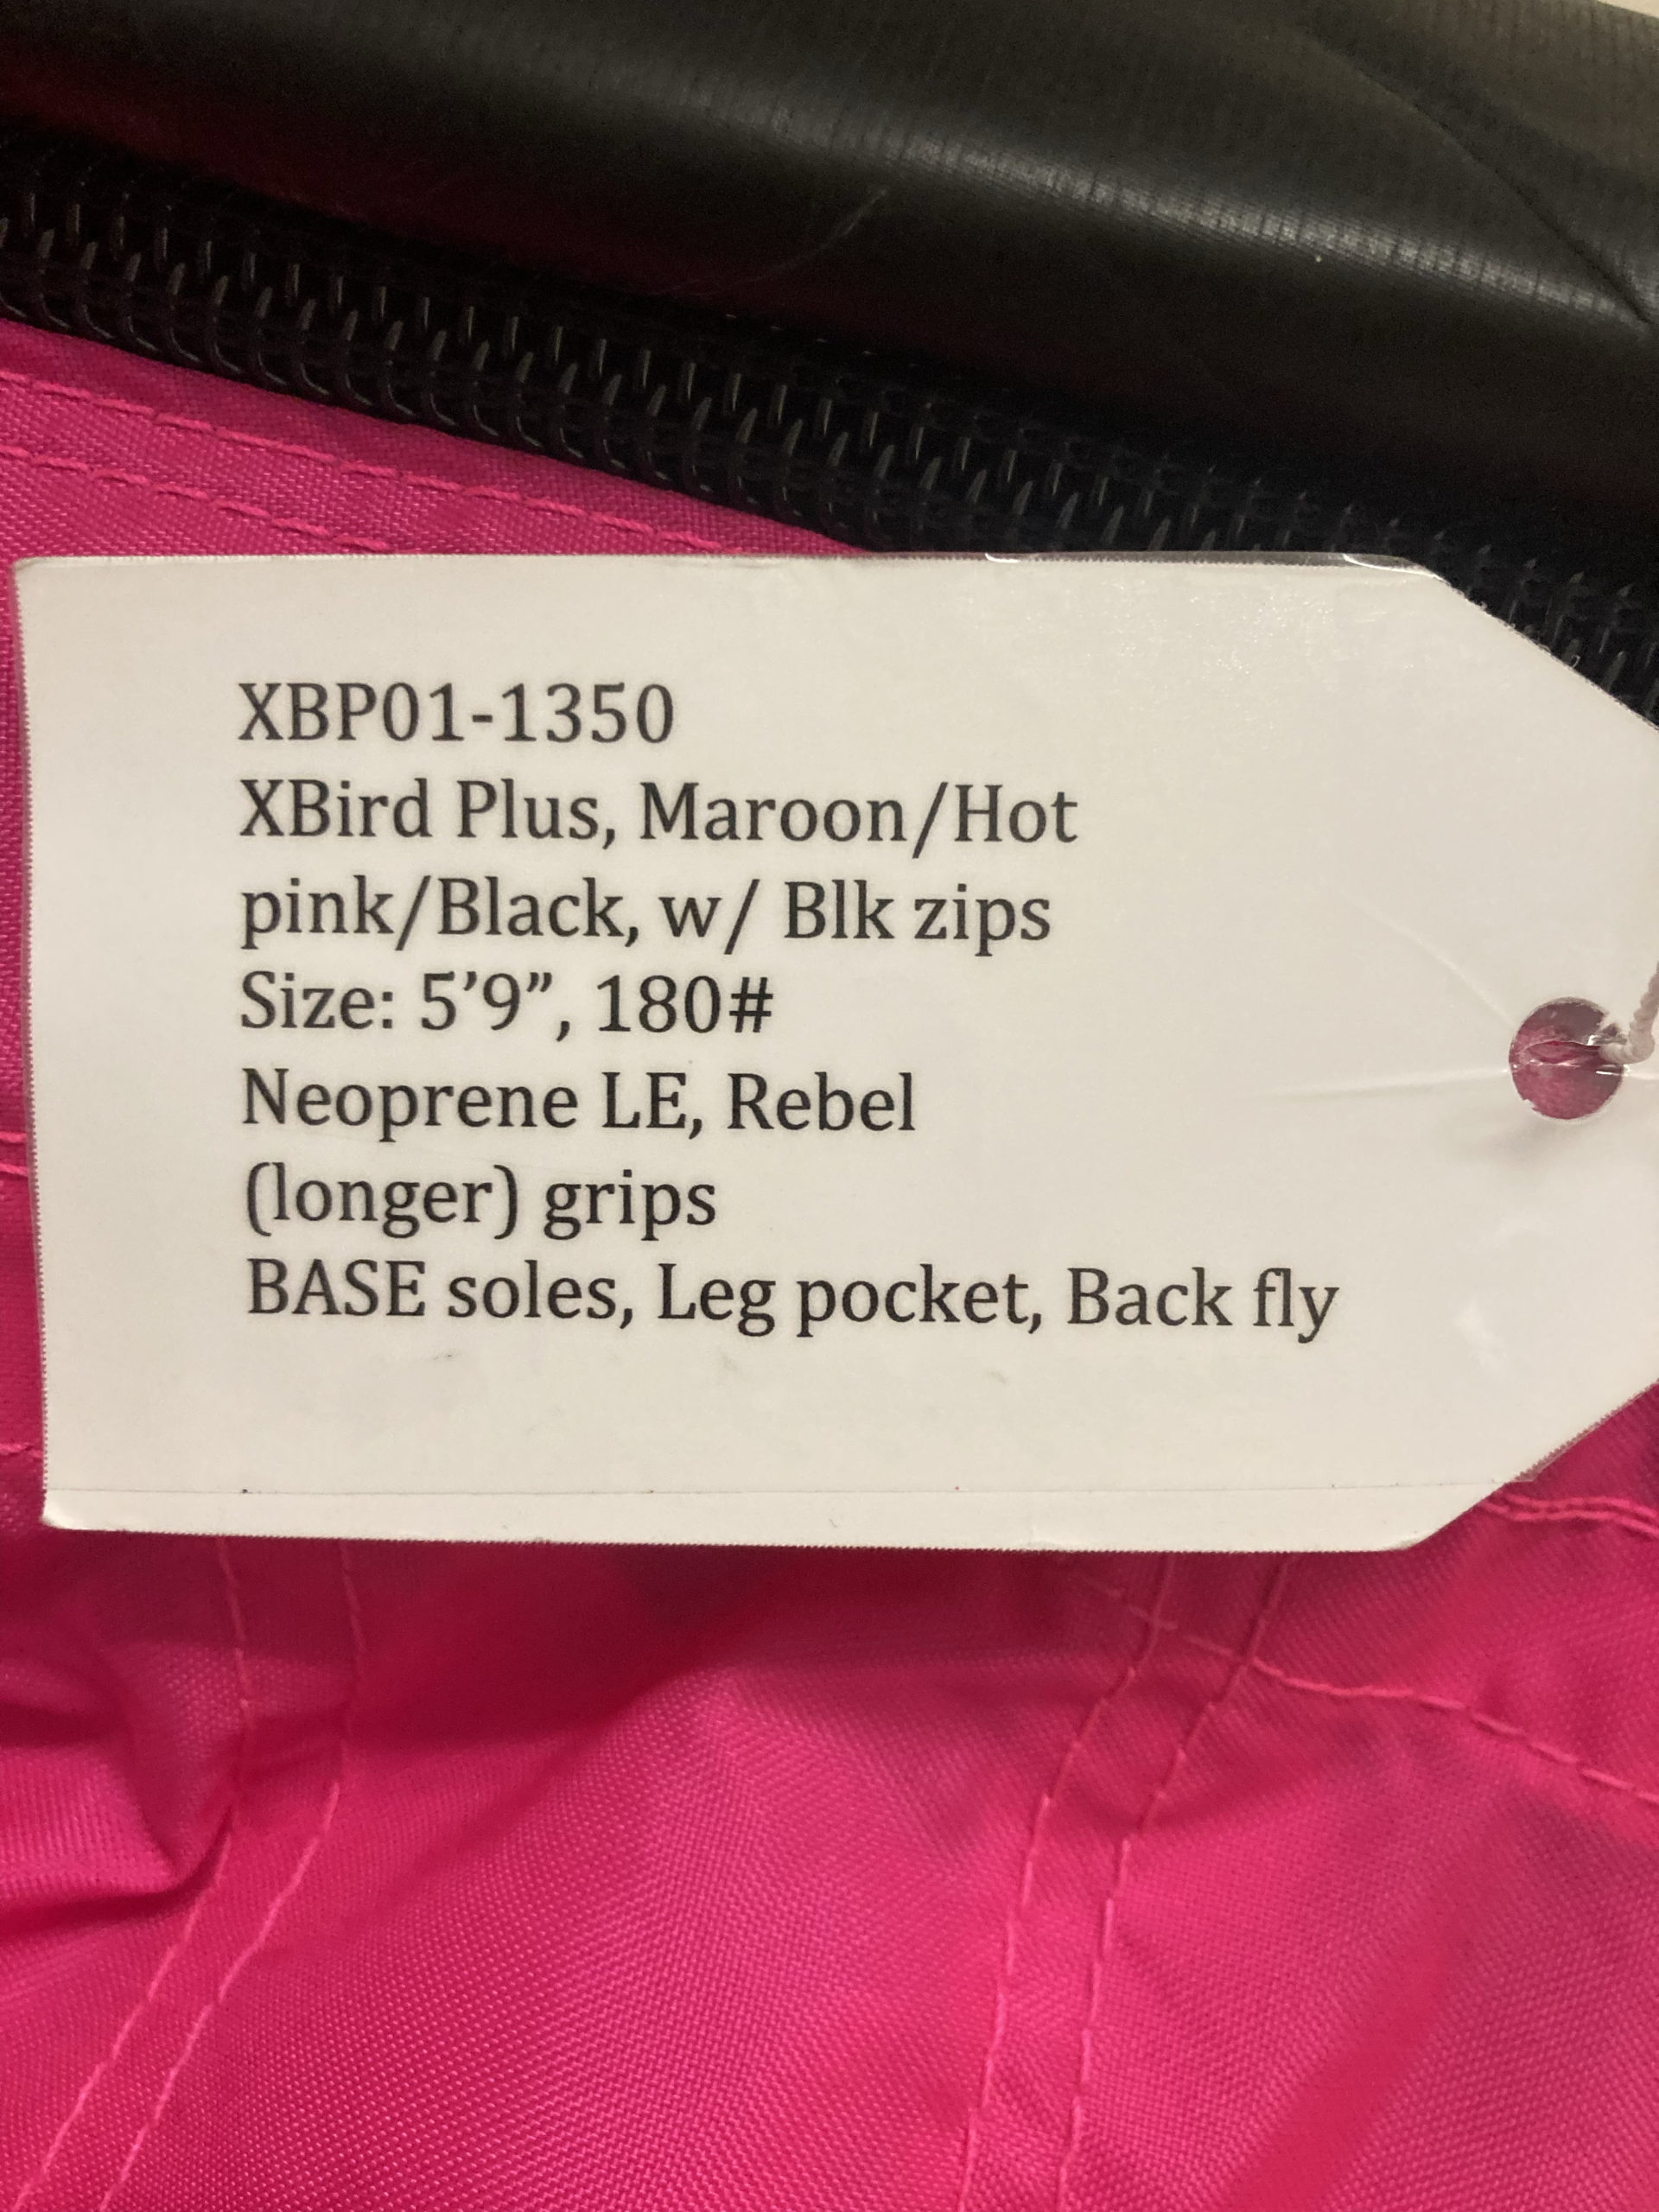 XBP01-1350
XBird Plus, Maroon/Hot
pink/Black, w/ Blk zips
Size: 5’9”, 180#
Neoprene LE, Rebel
(longer) grips
BASE soles, Leg pocket, Back fly